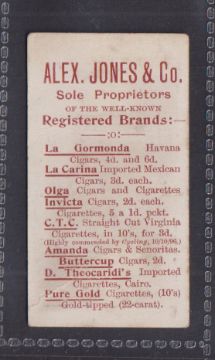 ALEX. JONES & Co.
Sole Proprietors
OF THE WELL-KNOWN
Registered Brands:—
—:o:—
La Gormonda Havana
Cigars, 4d. and 6d.
La Carina Imported Mexican
Cigars, 3d. each.
Olga Cigars and Cigarettes
Invicta Cigars, 2d. each.
Cigarettes, 5 a 1d. pckt.
C.T.C. Straight Cut Virginia
Cigarettes, in 10's, for 3d.
(Highly commended by Cycling, 10/10/96.)
Amanda Cigars & Senoritas.
Buttercup Cigars, 2d.
D. Theocaridi's Imported
Cigarettes, Cairo.
Pure Gold Cigarettes, (10's)
Gold-tipped (22-carat).